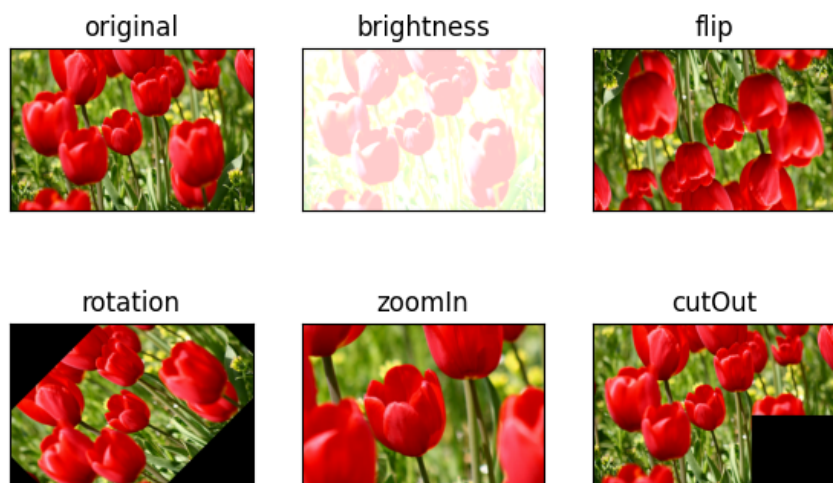 original
brightness
flip
rotation
zoomIn
cutOut